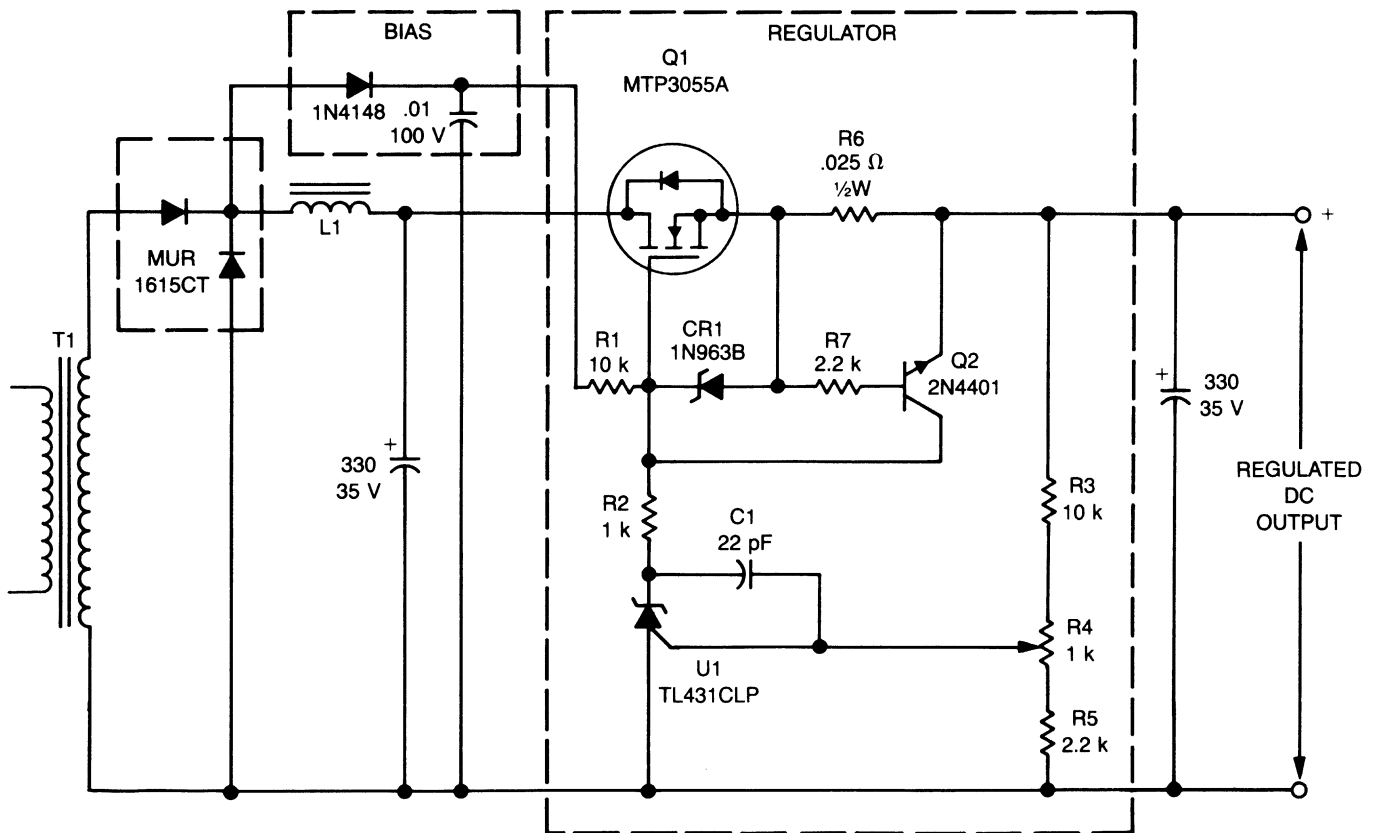 BIAS
1N4148
.01
100 V
REGULATOR
Q1
MTP3055A
R6
.025 Ω
½W
MUR
1615CT
L1
T1
R1
10 k
CR1
1N963B
R7
2.2 k
Q2
2N4401
+
330
35 V
+
330
35 V
+
REGULATED
DC
OUTPUT
R2
1 k
C1
22 pF
R3
10 k
R4
1 k
U1
TL431CLP
R5
2.2 k